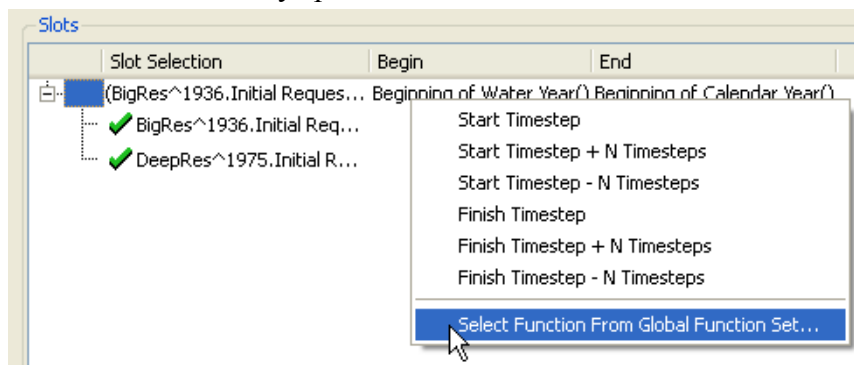 Slots
Slot Selection Begin End
(BigRes^1936.Initial Reques... Beginning of Water Year() Beginning of Calendar Year()
BigRes^1936.Initial Req...
DeepRes^1975.Initial R...
Start Timestep
Start Timestep + N Timesteps
Start Timestep - N Timesteps
Finish Timestep
Finish Timestep + N Timesteps
Finish Timestep - N Timesteps
Select Function From Global Function Set...